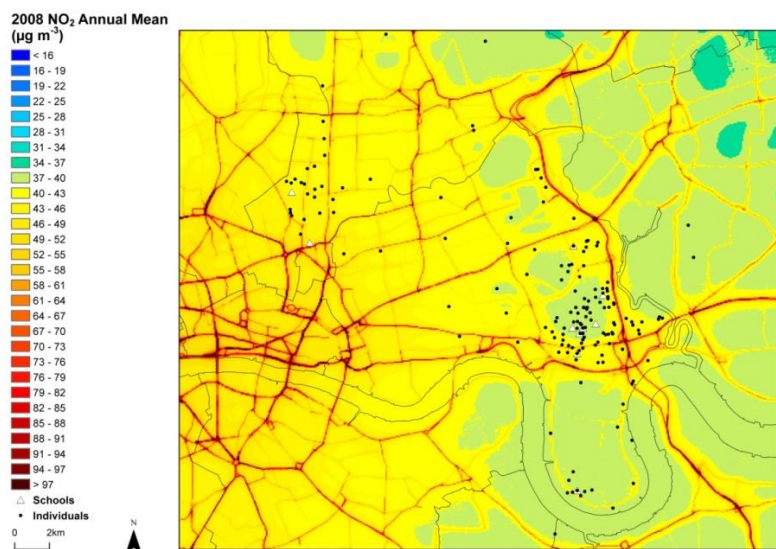 2008 NO₂ Annual Mean
(µg m⁻³)
< 16
16 - 19
19 - 22
22 - 25
25 - 28
28 - 31
31 - 34
34 - 37
37 - 40
40 - 43
43 - 46
46 - 49
49 - 52
52 - 55
55 - 58
58 - 61
61 - 64
64 - 67
67 - 70
70 - 73
73 - 76
76 - 79
79 - 82
82 - 85
85 - 88
88 - 91
91 - 94
94 - 97
> 97
Schools
Individuals
0 2km
N